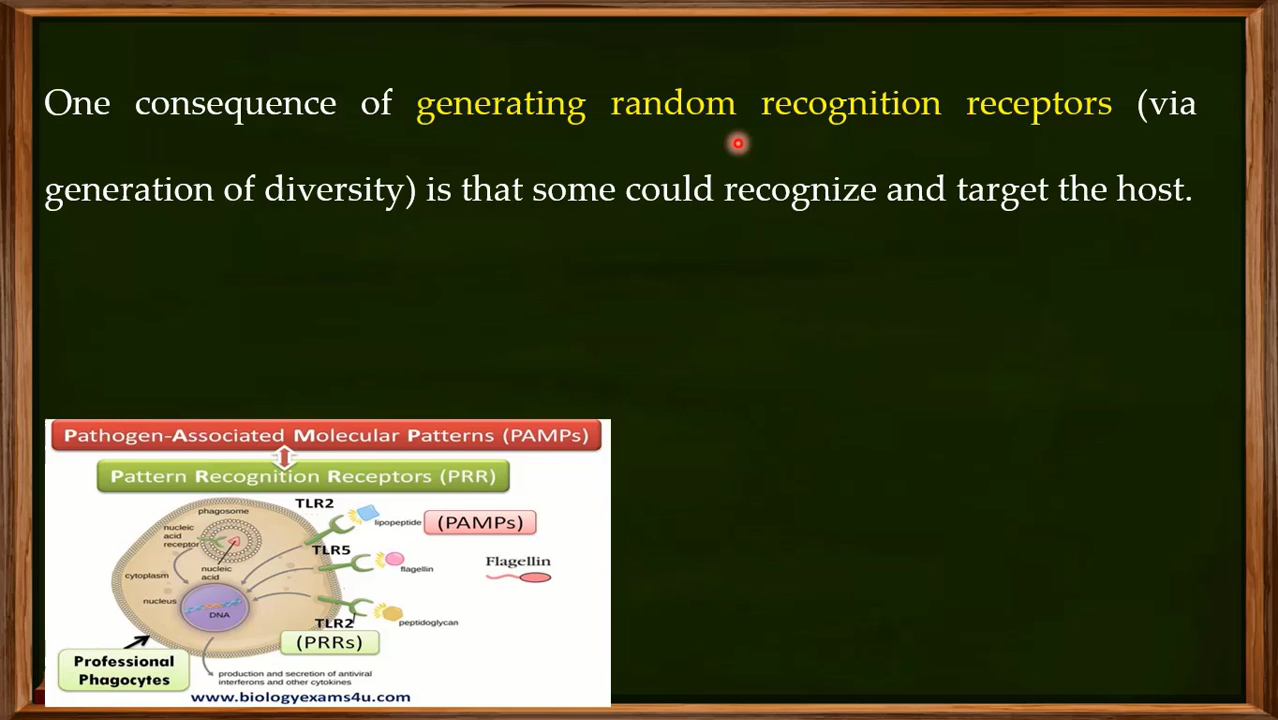 One consequence of generating random recognition receptors (via
generation of diversity) is that some could recognize and target the host.
Pathogen-Associated Molecular Patterns (PAMPs)
Pattern Recognition Receptors (PRR)
TLR2
phagosome
lipopeptide
(PAMPs)
nucleic
acid
receptor
TLR5
Flagellin
nucleic
acid
flagellin
cytoplasm
nucleus
DNA
TLR2
peptidoglycan
(PRRs)
Professional
Phagocytes
production and secretion of antiviral
interferons and other cytokines
www.biologyexams4u.com